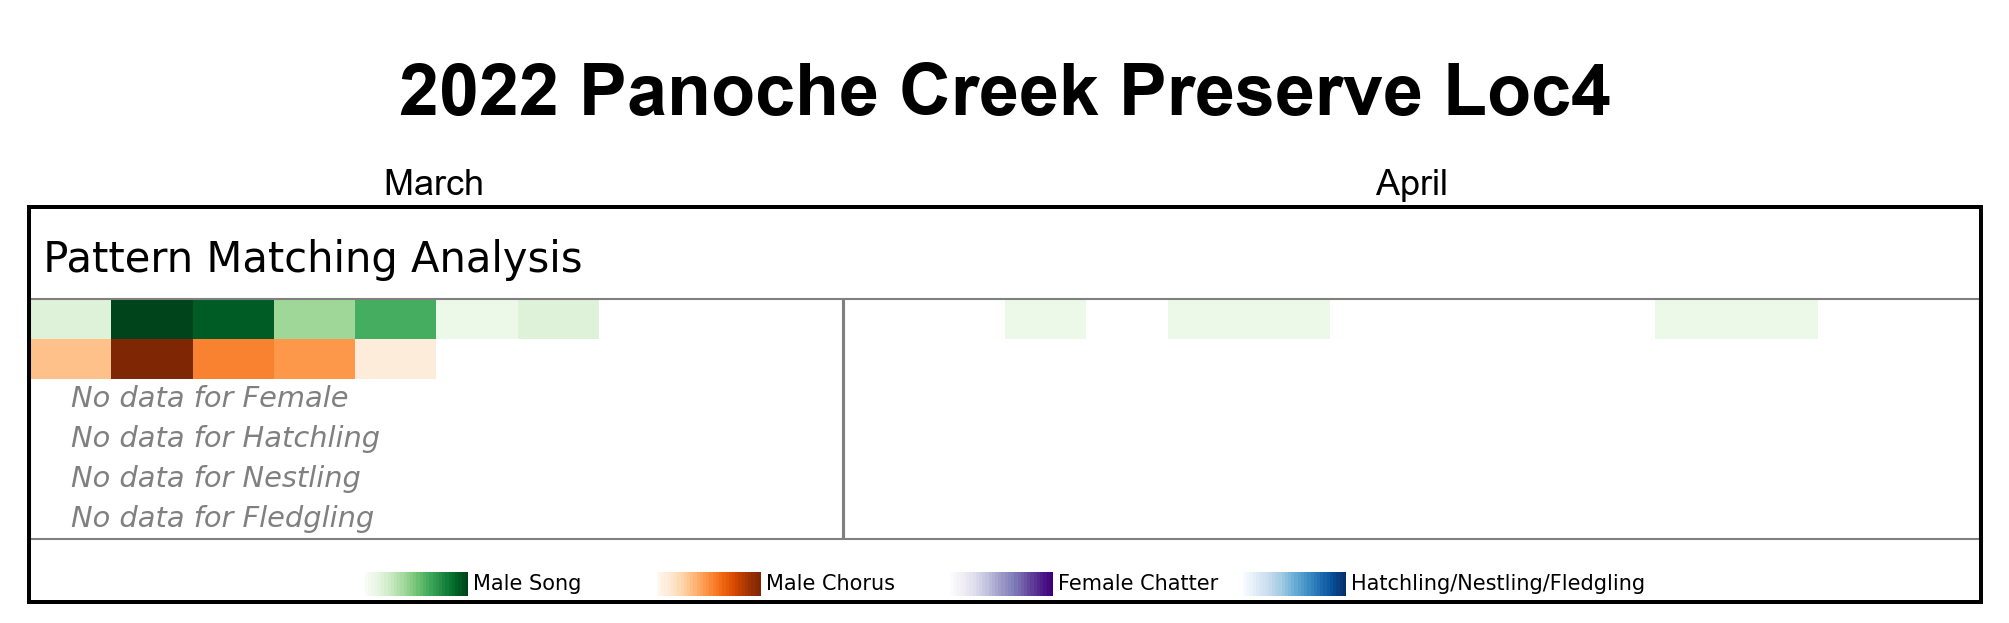 2022 Panoche Creek Preserve Loc4
March April
Pattern Matching Analysis
No data for Female
No data for Hatchling
No data for Nestling
No data for Fledgling
Male Song Male Chorus Female Chatter Hatchling/Nestling/Fledgling